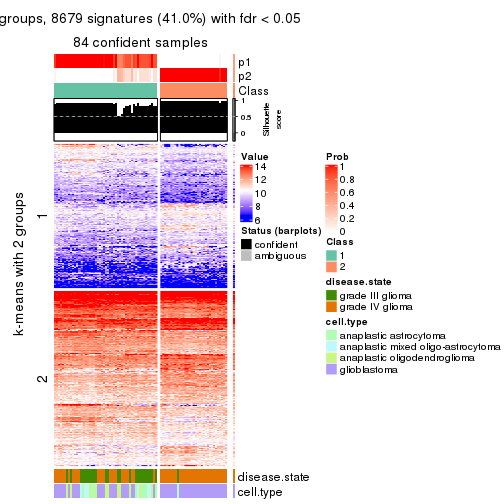 groups, 8679 signatures (41.0%) with fdr < 0.05
84 confident samples
p1
p2
Class
1
0.5
0
Silhouette
score
k-means with 2 groups
1
2
Value
14
12
10
8
6
Status (barplots)
confident
ambiguous
Prob
1
0.8
0.6
0.4
0.2
0
Class
1
2
disease.state
grade III glioma
grade IV glioma
cell.type
anaplastic astrocytoma
anaplastic mixed oligo-astrocytoma
anaplastic oligodendroglioma
glioblastoma
disease.state
cell.type